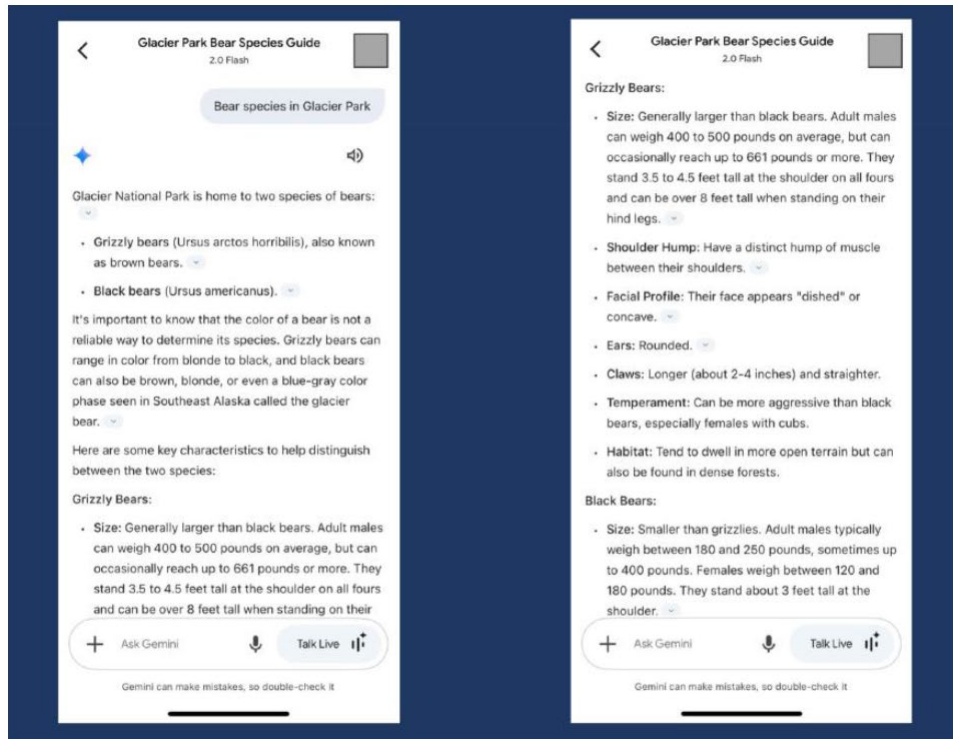 Glacier Park Bear Species Guide
2.0 Flash
Bear species in Glacier Park
Glacier National Park is home to two species of bears:
• Grizzly bears (Ursus arctos horribilis), also known
as brown bears.
• Black bears (Ursus americanus).
It's important to know that the color of a bear is not a
reliable way to determine its species. Grizzly bears can
range in color from blonde to black, and black bears
can also be brown, blonde, or even a blue-gray color
phase seen in Southeast Alaska called the glacier
bear.
Here are some key characteristics to help distinguish
between the two species:
Grizzly Bears:
• Size: Generally larger than black bears. Adult males
can weigh 400 to 500 pounds on average, but can
occasionally reach up to 661 pounds or more. They
stand 3.5 to 4.5 feet tall at the shoulder on all fours
and can be over 8 feet tall when standing on their
Ask Gemini
Talk Live
Gemini can make mistakes, so double-check it
Glacier Park Bear Species Guide
2.0 Flash
Grizzly Bears:
• Size: Generally larger than black bears. Adult males
can weigh 400 to 500 pounds on average, but can
occasionally reach up to 661 pounds or more. They
stand 3.5 to 4.5 feet tall at the shoulder on all fours
and can be over 8 feet tall when standing on their
hind legs.
• Shoulder Hump: Have a distinct hump of muscle
between their shoulders.
• Facial Profile: Their face appears "dished" or
concave.
• Ears: Rounded.
• Claws: Longer (about 2-4 inches) and straighter.
• Temperament: Can be more aggressive than black
bears, especially females with cubs.
• Habitat: Tend to dwell in more open terrain but can
also be found in dense forests.
Black Bears:
• Size: Smaller than grizzlies. Adult males typically
weigh between 180 and 250 pounds, sometimes up
to 400 pounds. Females weigh between 120 and
180 pounds. They stand about 3 feet tall at the
shoulder.
Ask Gemini
Talk Live
Gemini can make mistakes, so double-check it